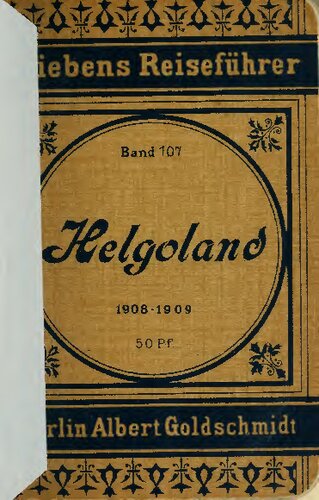 iebens Reiseführer
Band 107
Helgoland
1908-1909
50 Pf.
rlin Albert Goldschmidt